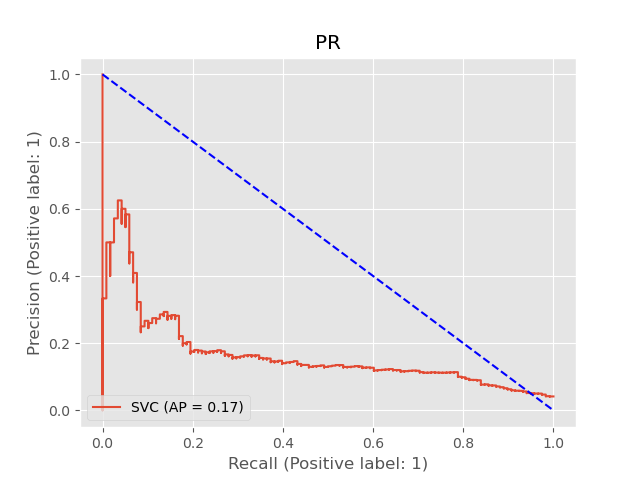 PR
Precision (Positive label: 1)
1.0
0.8
0.6
0.4
0.2
0.0
SVC (AP = 0.17)
0.0 0.2 0.4 0.6 0.8 1.0
Recall (Positive label: 1)